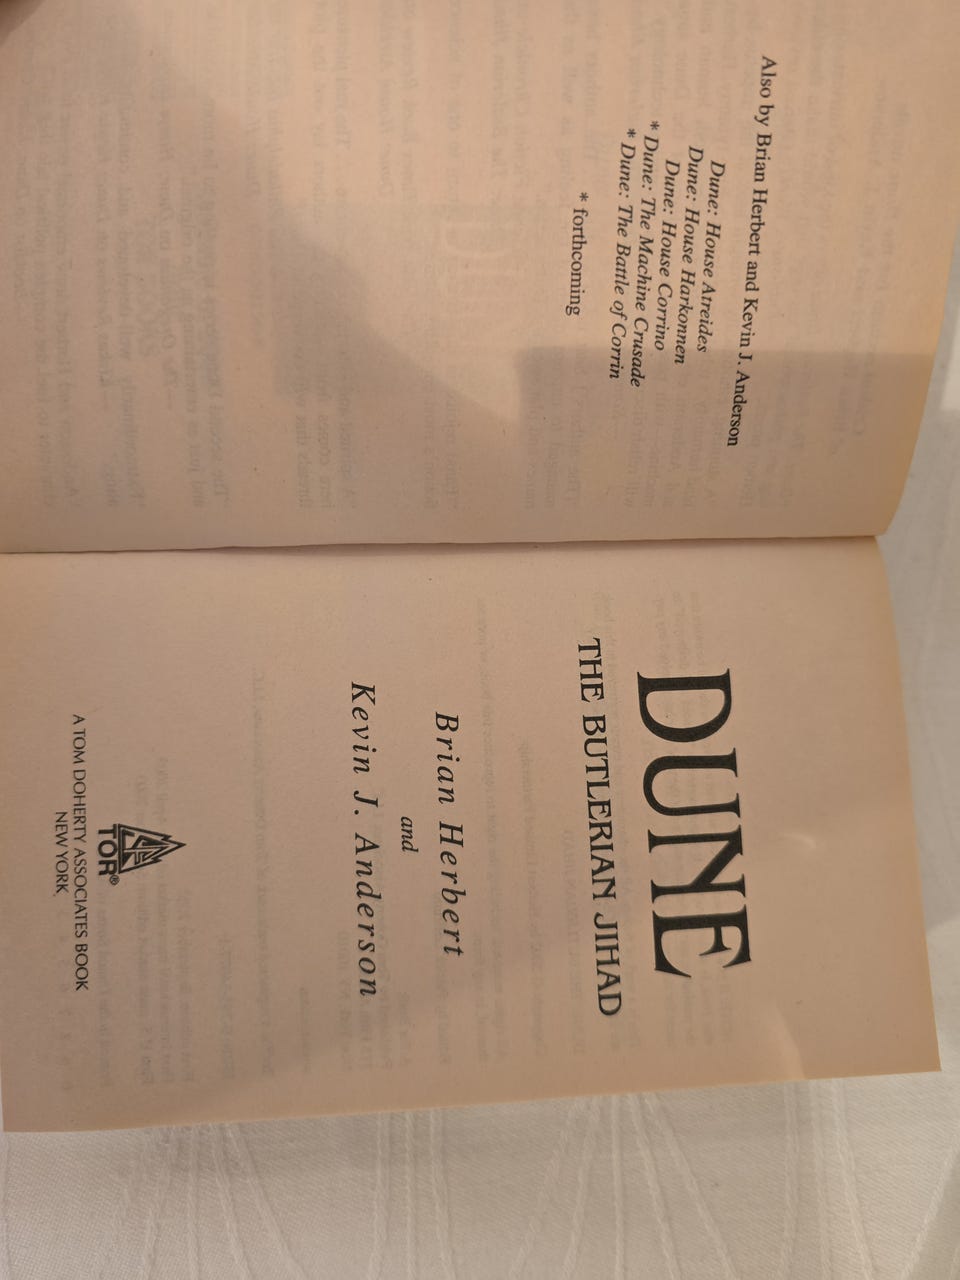 Also by Brian Herbert and Kevin J. Anderson
Dune: House Atreides
Dune: House Harkonnen
Dune: House Corrino
* Dune: The Machine Crusade
* Dune: The Battle of Corrin
* forthcoming
DUNE
THE BUTLERIAN JIHAD
Brian Herbert
and
Kevin J. Anderson
TOR®
A TOM DOHERTY ASSOCIATES BOOK
NEW YORK